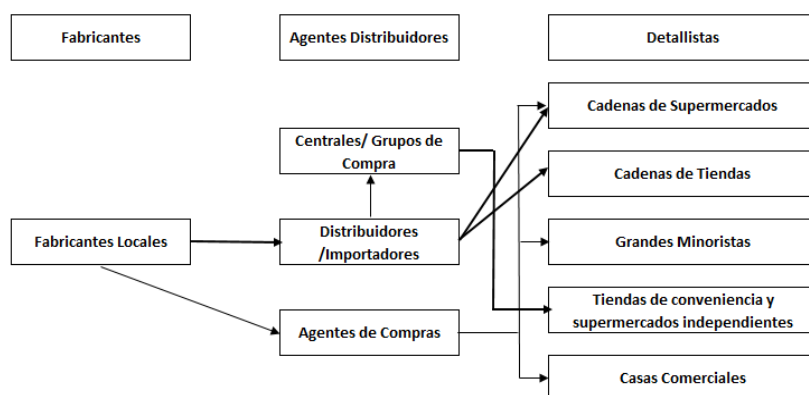 Fabricantes
Agentes Distribuidores
Detallistas
Cadenas de Supermercados
Centrales/ Grupos de
Compra
Cadenas de Tiendas
Fabricantes Locales
Distribuidores
/Importadores
Grandes Minoristas
Tiendas de conveniencia y
supermercados independientes
Agentes de Compras
Casas Comerciales